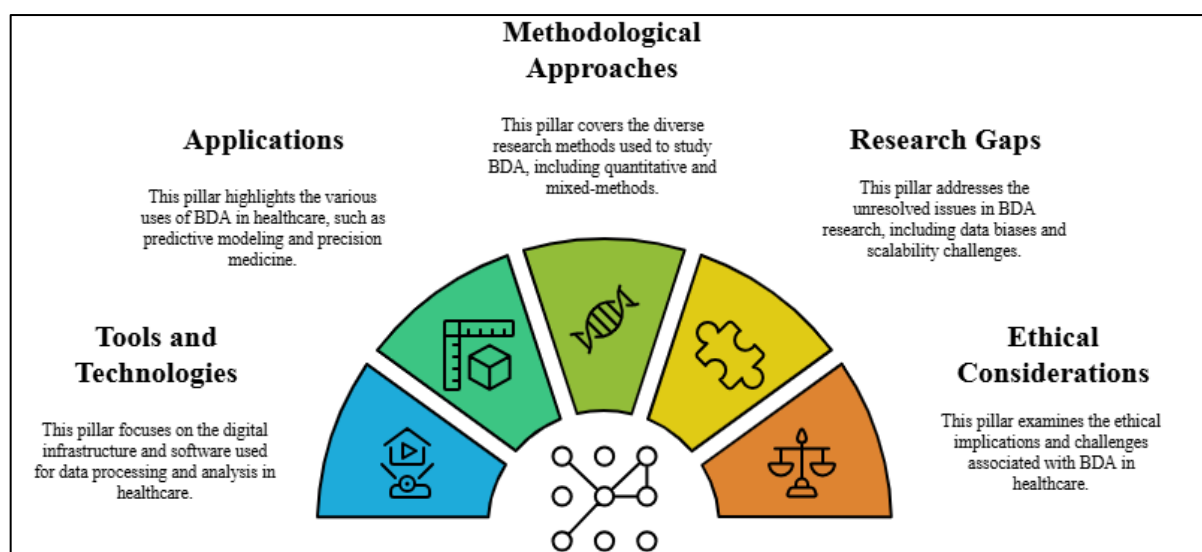 Methodological
Approaches
This pillar covers the diverse
research methods used to study
BDA, including quantitative and
mixed-methods.
Applications
This pillar highlights the various
uses of BDA in healthcare, such as
predictive modeling and precision
medicine.
Research Gaps
This pillar addresses the
unresolved issues in BDA
research, including data biases and
scalability challenges.
Tools and
Technologies
This pillar focuses on the digital
infrastructure and software used
for data processing and analysis in
healthcare.
Ethical
Considerations
This pillar examines the ethical
implications and challenges
associated with BDA in
healthcare.